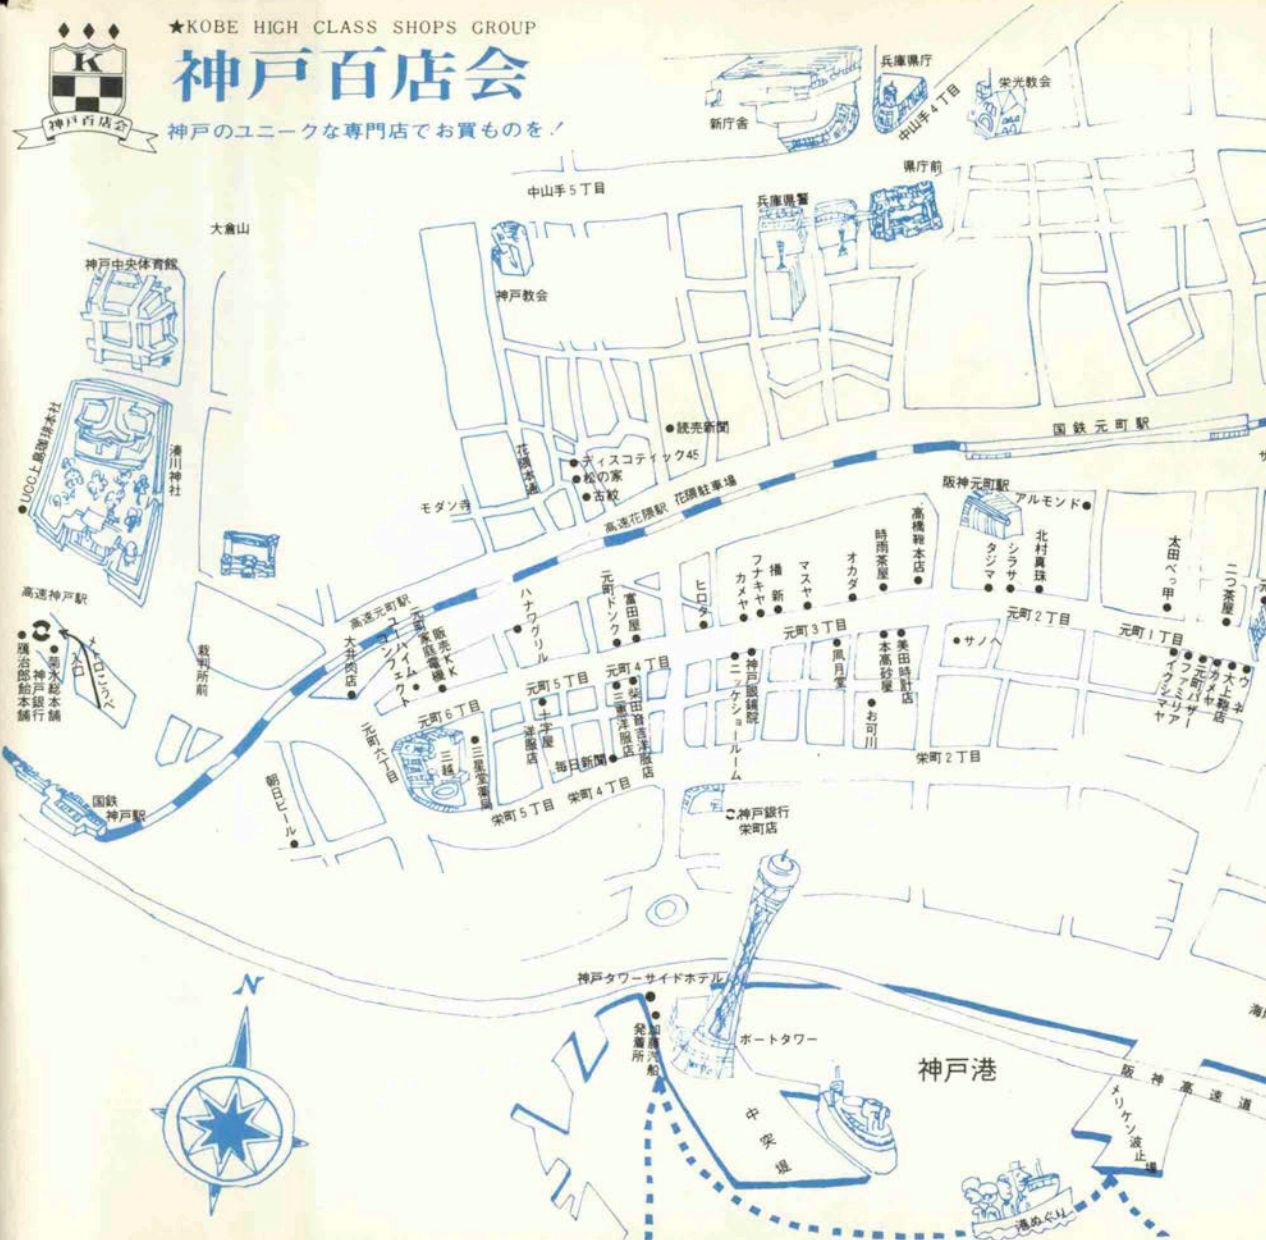 ★KOBE HIGH CLASS SHOPS GROUP
神戸百店会
神戸のユニークな専門店でお買ものを！
K
神戸百店会
新庁舎
兵庫県庁
中山手4丁目
栄光教会
県庁前
中山手5丁目
兵庫県警
大倉山
神戸中央体育館
神戸教会
UCC上島珈琲本社
湊川神社
読売新聞
花隈本通
ディスコティック45
松の家
古紋
モダン寺
高速花隈駅
花隈駐車場
国鉄元町駅
阪神元町駅
アルモンド
高橋鞄本店
時雨茶屋
オカダ
マスヤ
播新
フナキヤ
カメヤ
ヒロタ
富田屋
元町ドンク
ハナワグリル
タジマ
シラサ
北村真珠
太田べっ甲
二つ茶屋
高速神戸駅
高速元町駅
メトロこうべ
入口
菊水総本舗
神戸銀行
裁判所前
大井肉店
ユーハイムコンフェクト
元町家庭電機
販売KK
元町1丁目
元町2丁目
元町3丁目
元町4丁目
元町5丁目
元町6丁目
元町六丁目
サノヘ
美田時計店
本高砂屋
風月堂
お可川
神戸眼鏡院
ニッケショールーム
柴田音吉洋服店
三恵洋服店
毎日新聞
十字屋
洋服店
三越
三星堂薬局
イクシマヤ
ファミリア
元町バザー
カメヤ
大上鞄店
ウネ
栄町2丁目
栄町4丁目
栄町5丁目
朝日ビール
国鉄
神戸駅
神戸銀行
栄町店
神戸タワーサイドホテル
加藤汽船
発着所
ポートタワー
神戸港
中突堤
阪神高速道
メリケン波止場
港めぐり
N